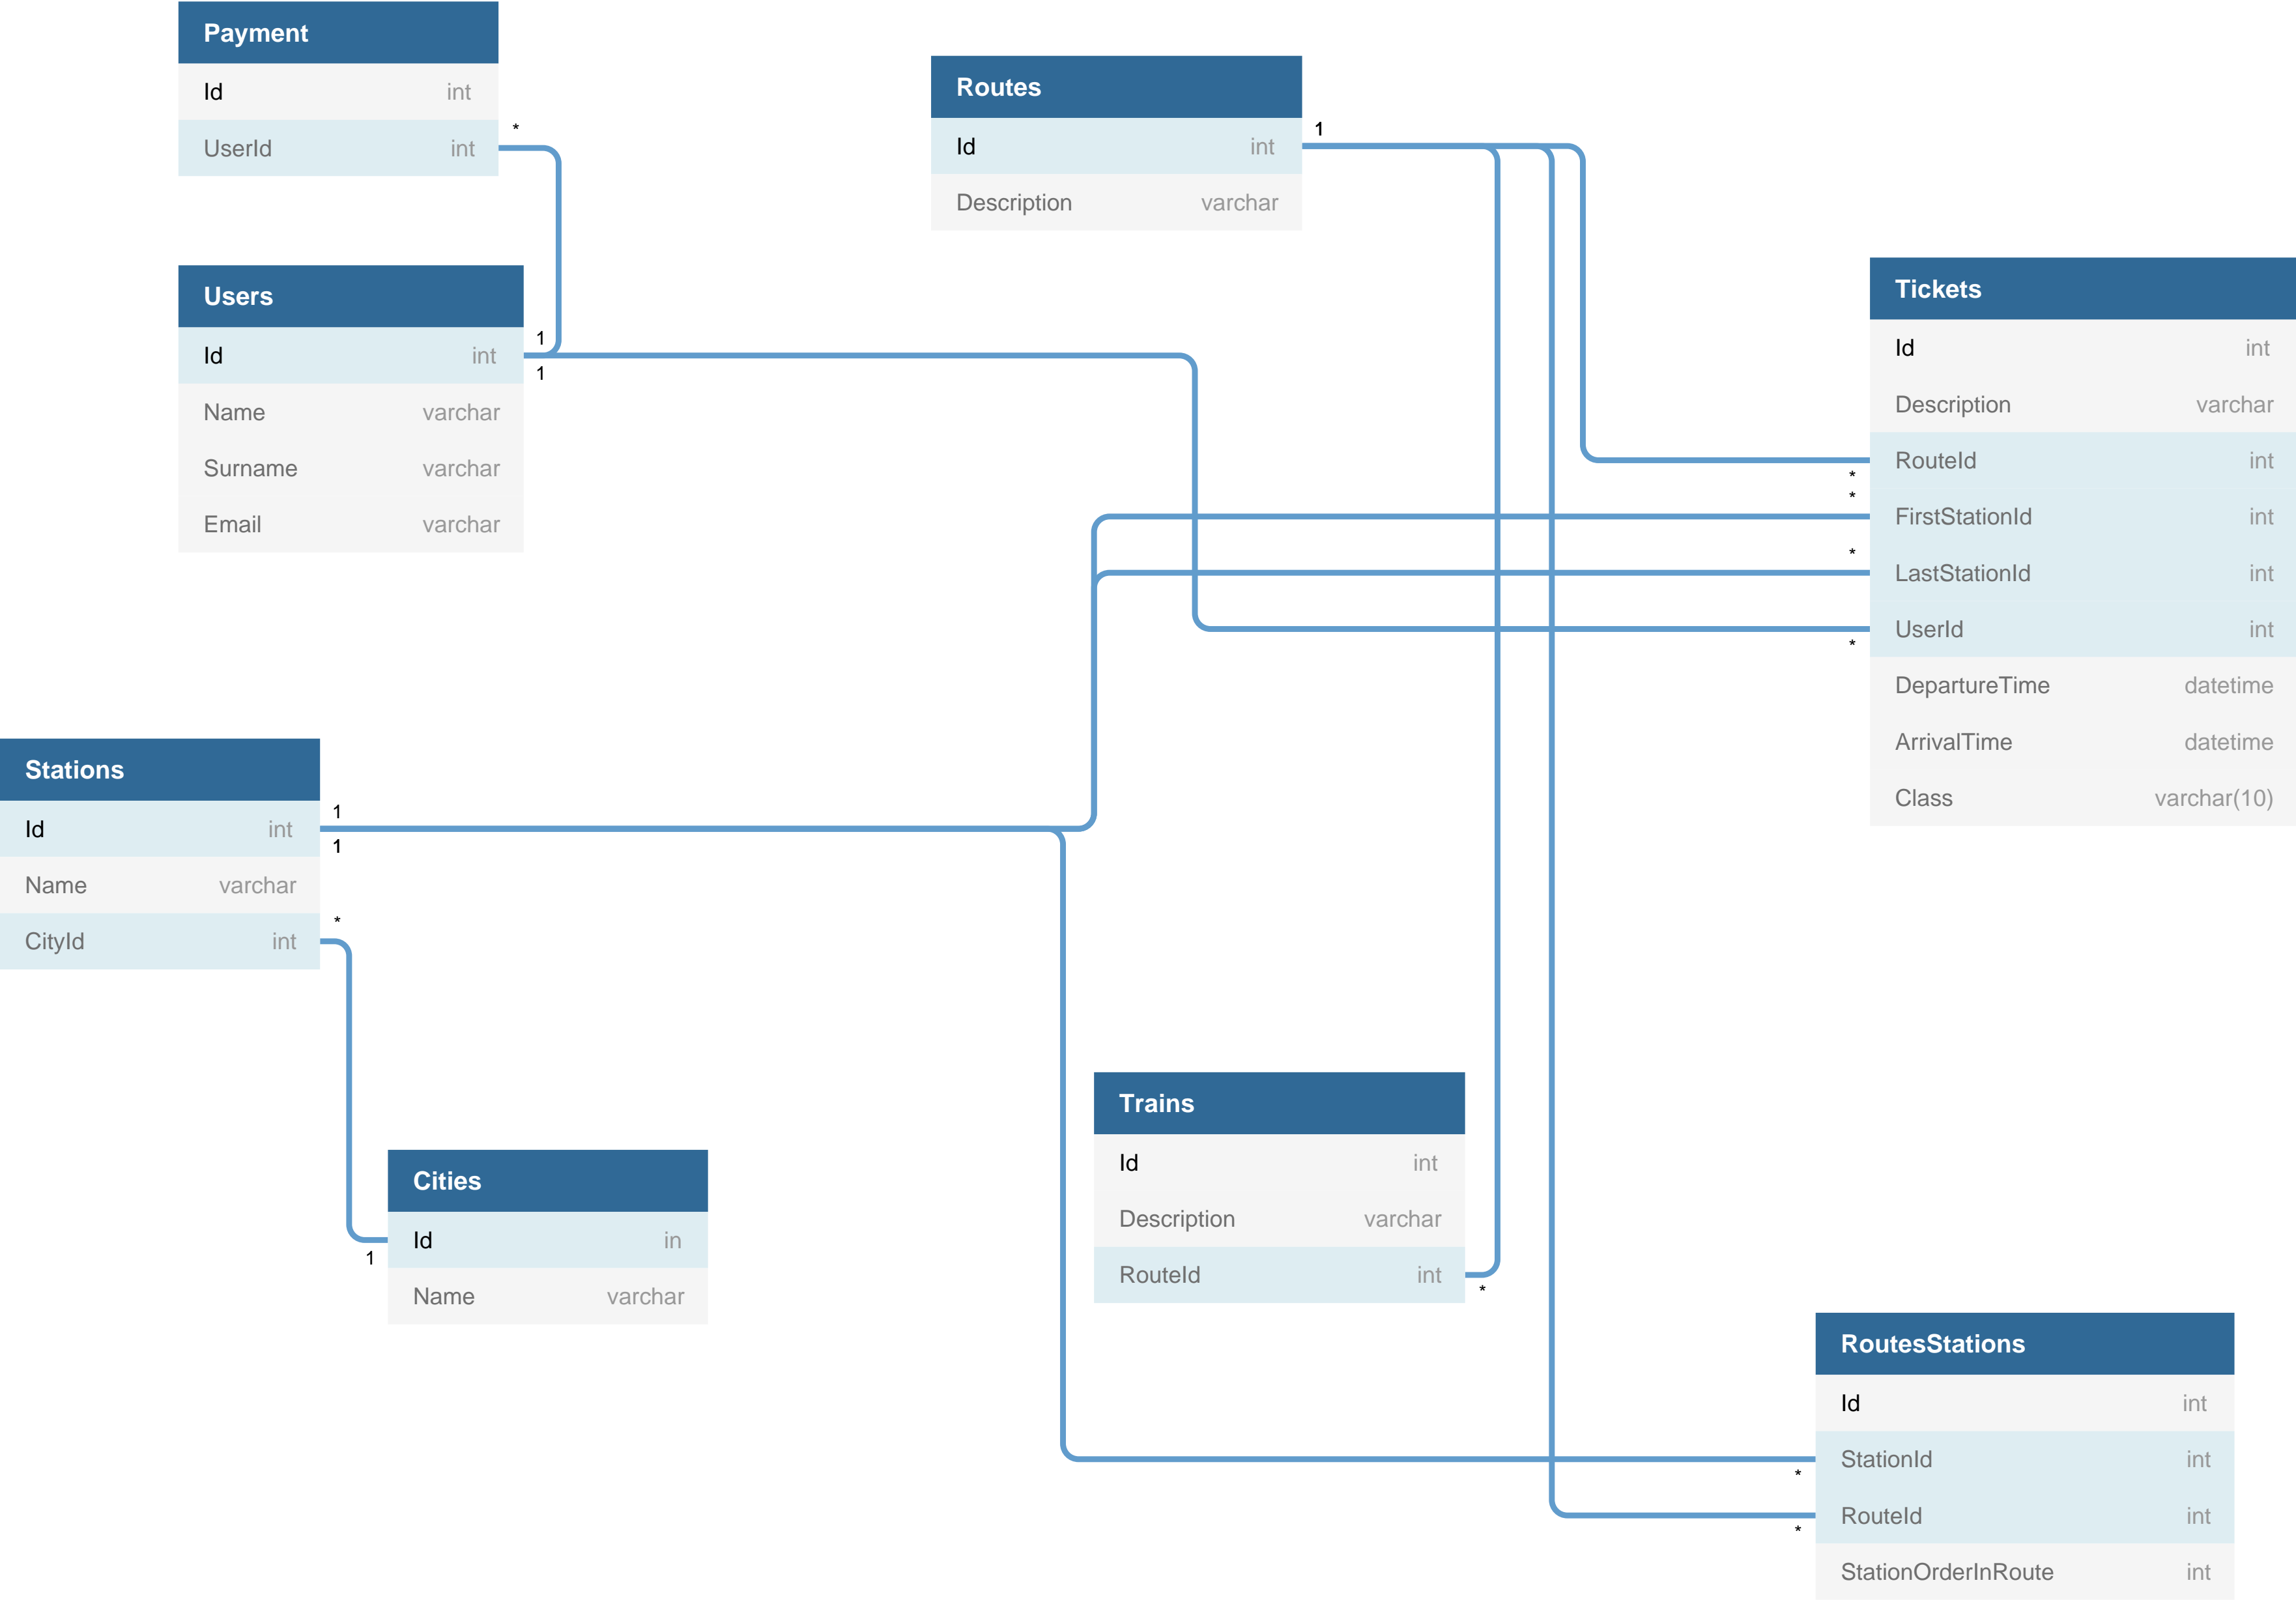 Payment
Id int
UserId int
*
Routes
Id int
1
Description varchar
Users
Id int
1
1
Name varchar
Surname varchar
Email varchar
Tickets
Id int
Description varchar
RouteId int
*
*
FirstStationId int
*
LastStationId int
UserId int
*
DepartureTime datetime
ArrivalTime datetime
Class varchar(10)
Stations
Id int
1
1
Name varchar
*
CityId int
Cities
Id in
1
Name varchar
Trains
Id int
Description varchar
RouteId int
*
RoutesStations
Id int
StationId int
*
RouteId int
*
StationOrderInRoute int